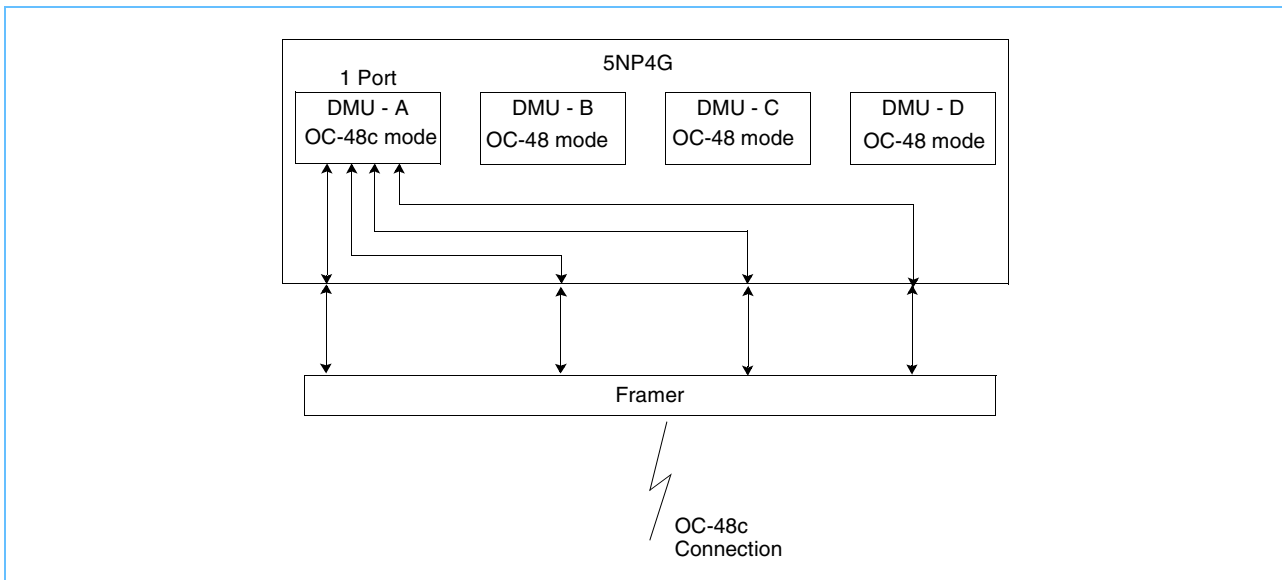 5NP4G
1 Port
DMU - A
OC-48c mode
DMU - B
OC-48 mode
DMU - C
OC-48 mode
DMU - D
OC-48 mode
Framer
OC-48c
Connection